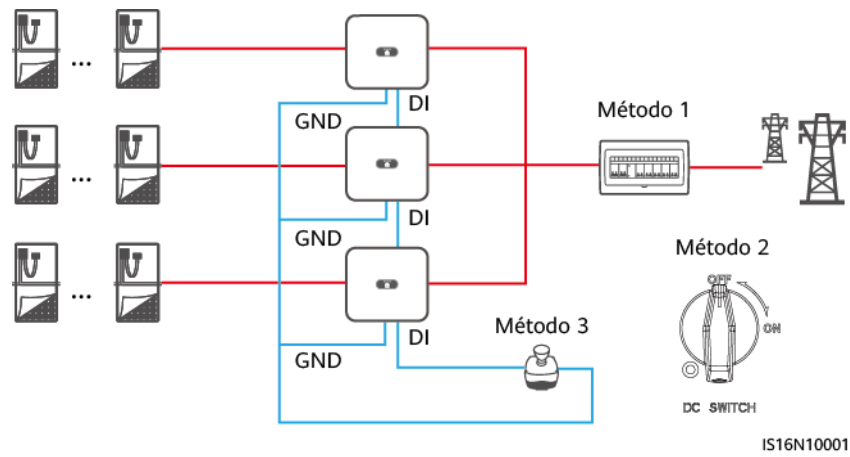 DI
GND
Método 1
DI
GND
Método 2
OFF
ON
DI
GND
Método 3
DC SWITCH
IS16N10001